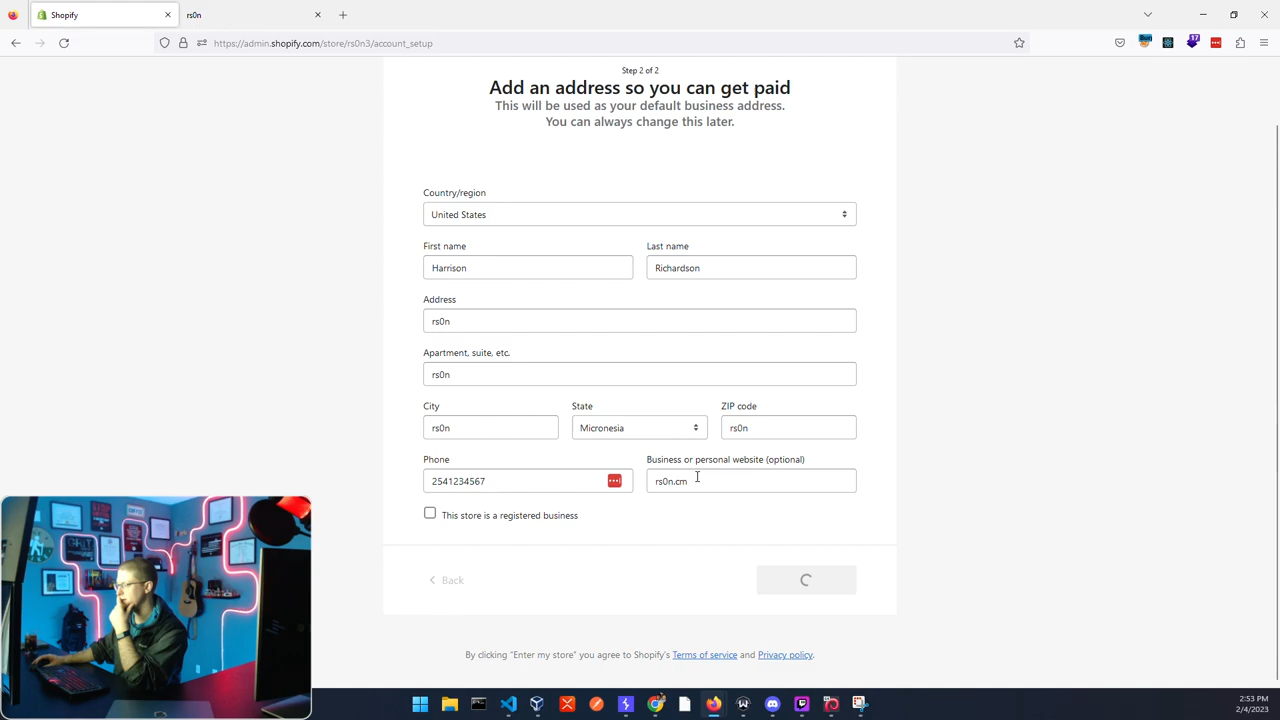 Shopify
rs0n
https://admin.shopify.com/store/rs0n3/account_setup
17
Step 2 of 2
Add an address so you can get paid
This will be used as your default business address.
You can always change this later.
Country/region
United States
First name
Last name
Harrison
Richardson
Address
rs0n
Apartment, suite, etc.
rs0n
City
State
ZIP code
rs0n
Micronesia
rs0n
Phone
Business or personal website (optional)
2541234567
rs0n.cm
This store is a registered business
Back
By clicking "Enter my store" you agree to Shopify's Terms of service and Privacy policy.
2:53 PM
2/4/2023